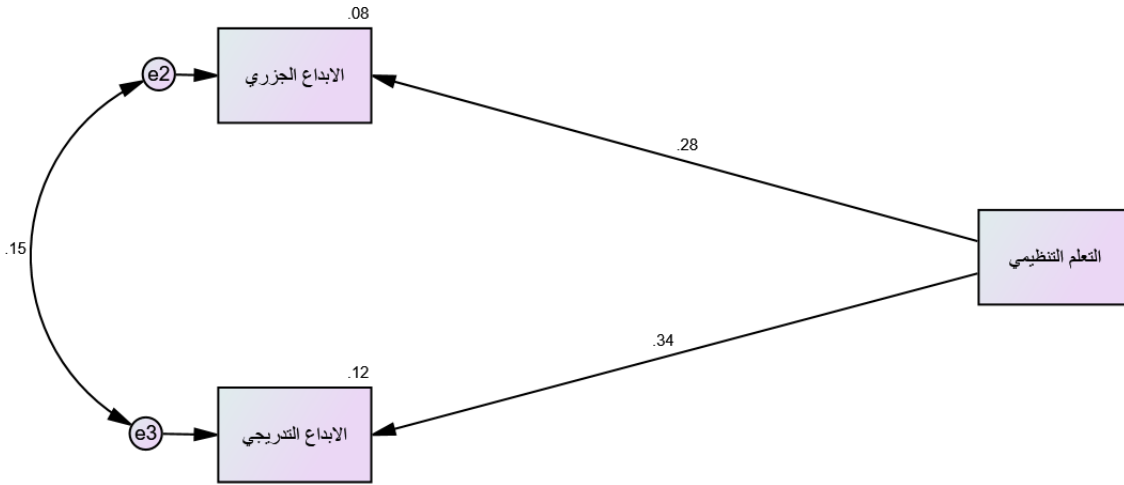 .08
e2
الابداع الجزري
.28
.15
التعلم التنظيمي
.34
.12
e3
الابداع التدريجي